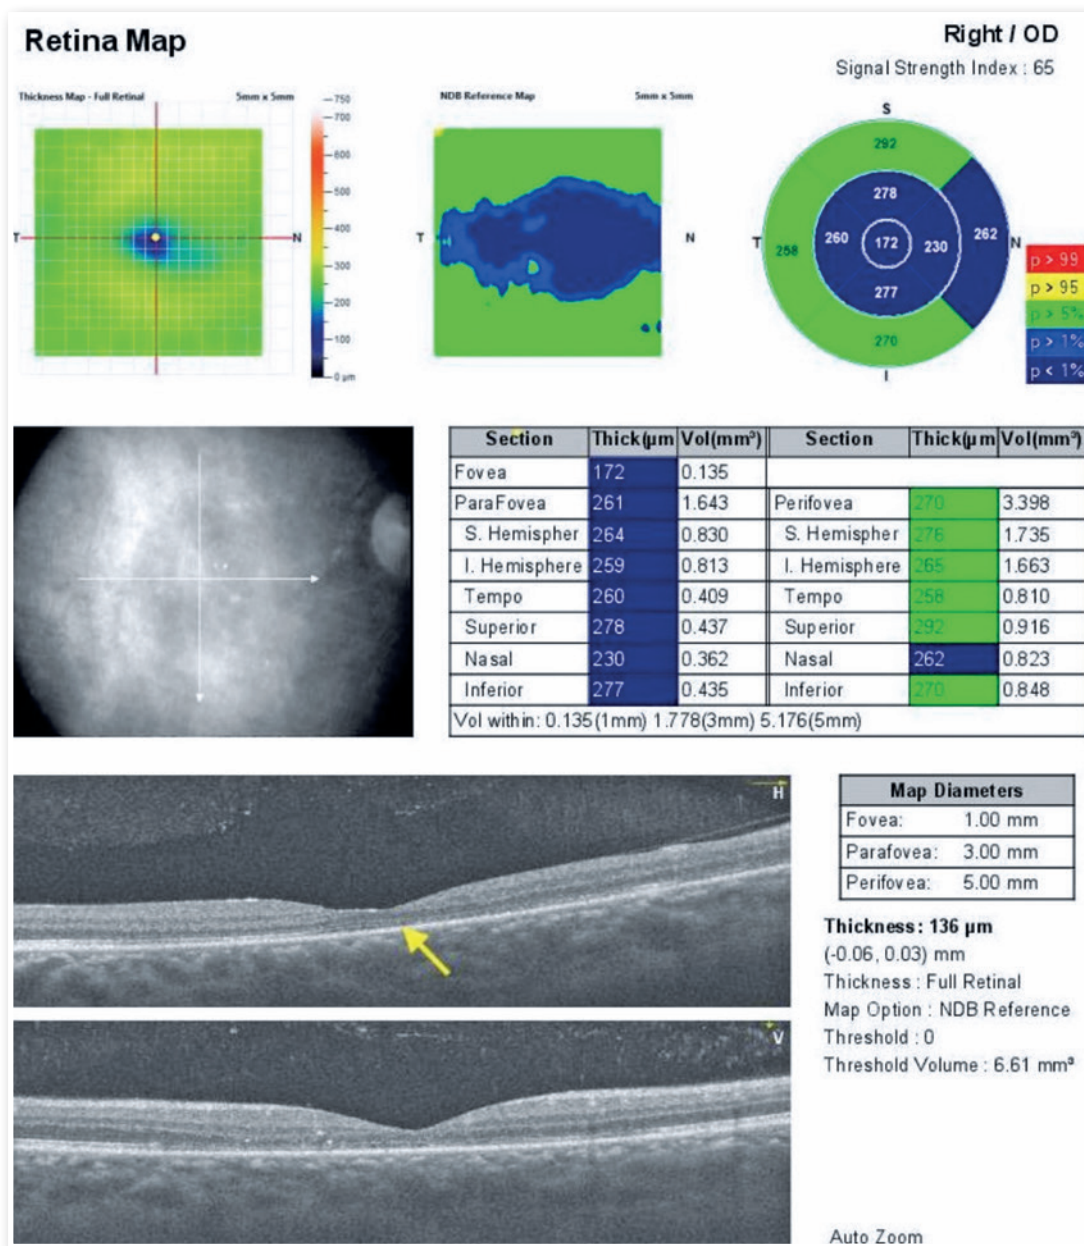 Retina Map
Right / OD
Signal Strength Index : 65
Thickness Map - Full Retinal 5mm x 5mm
750
700
600
500
400
300
200
100
0 µm
T
N
NDB Reference Map 5mm x 5mm
T
N
S
292
278
258 260 172 230 262
T
N
277
270
I
p > 99
p > 95
p > 5%
p > 1%
p < 1%
Section Thick(µm Vol(mm³) Section Thick(µm Vol(mm³)
Fovea 172 0.135
ParaFovea 261 1.643 Perifovea 270 3.398
S. Hemispher 264 0.830 S. Hemispher 276 1.735
I. Hemisphere 259 0.813 I. Hemisphere 265 1.663
Tempo 260 0.409 Tempo 258 0.810
Superior 278 0.437 Superior 292 0.916
Nasal 230 0.362 Nasal 262 0.823
Inferior 277 0.435 Inferior 270 0.848
Vol within: 0.135(1mm) 1.778(3mm) 5.176(5mm)
H
Map Diameters
Fovea: 1.00 mm
Parafovea: 3.00 mm
Perifovea: 5.00 mm
Thickness: 136 µm
(-0.06, 0.03) mm
Thickness : Full Retinal
Map Option : NDB Reference
Threshold : 0
Threshold Volume : 6.61 mm³
V
Auto Zoom